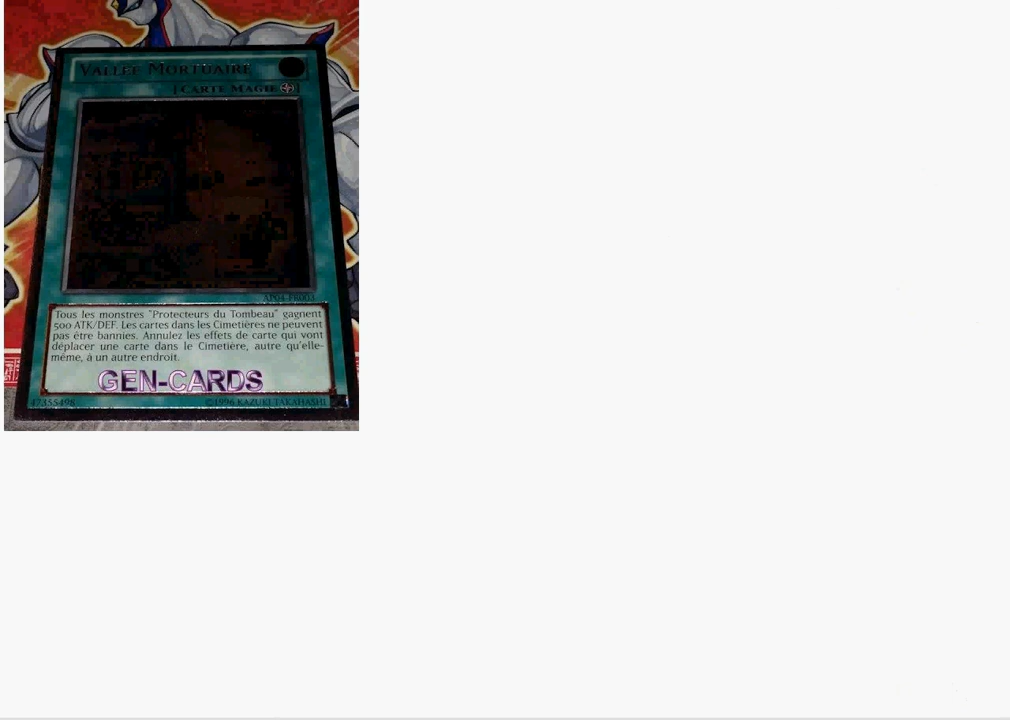 Vallée Mortuaire
[Carte Magie]
AP04-FR003
Tous les monstres "Protecteurs du Tombeau" gagnent
500 ATK/DEF. Les cartes dans les Cimetières ne peuvent
pas être bannies. Annulez les effets de carte qui vont
déplacer une carte dans le Cimetière, autre qu'elle-
même, à un autre endroit.
GEN-CARDS
47355498
©1996 KAZUKI TAKAHASHI